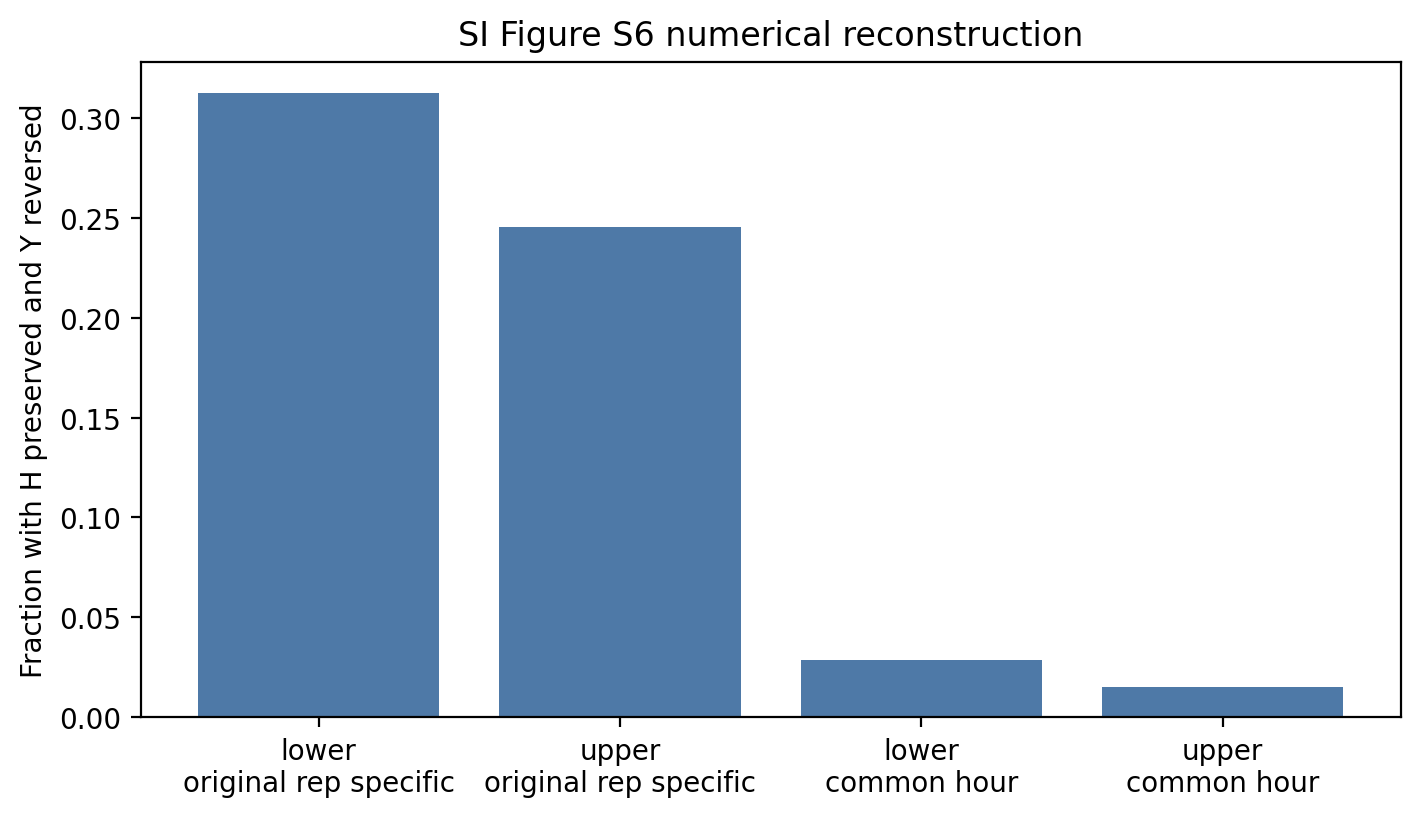 SI Figure S6 numerical reconstruction
Fraction with H preserved and Y reversed
0.30
0.25
0.20
0.15
0.10
0.05
0.00
lower
original rep specific
upper
original rep specific
lower
common hour
upper
common hour